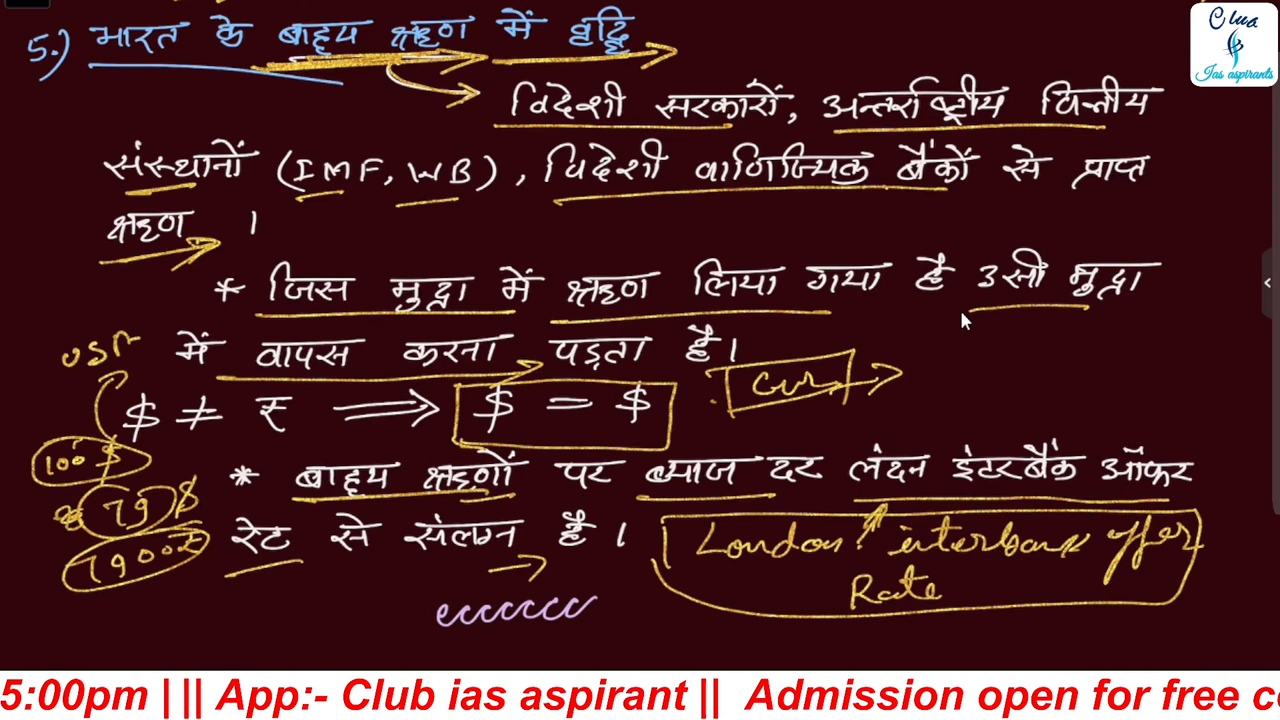 Club
Ias aspirants
5.) भारत के बाह्य ऋण में वृद्धि
विदेशी सरकारों, अन्तर्राष्ट्रीय वित्तीय
संस्थानों (IMF, WB), विदेशी वाणिज्यिक बैंकों से प्राप्त
ऋण ।
* जिस मुद्रा में ऋण लिया गया है उसी मुद्रा
में वापस करना पड़ता है।
$ ≠ ₹ ⟹ $ = $
100 $
79
7900₹
* बाह्य ऋणों पर ब्याज दर लंदन इंटरबैंक ऑफर
रेट से संलग्न है।
London interbank offer
Rate
5:00pm | || App:- Club ias aspirant || Admission open for free c